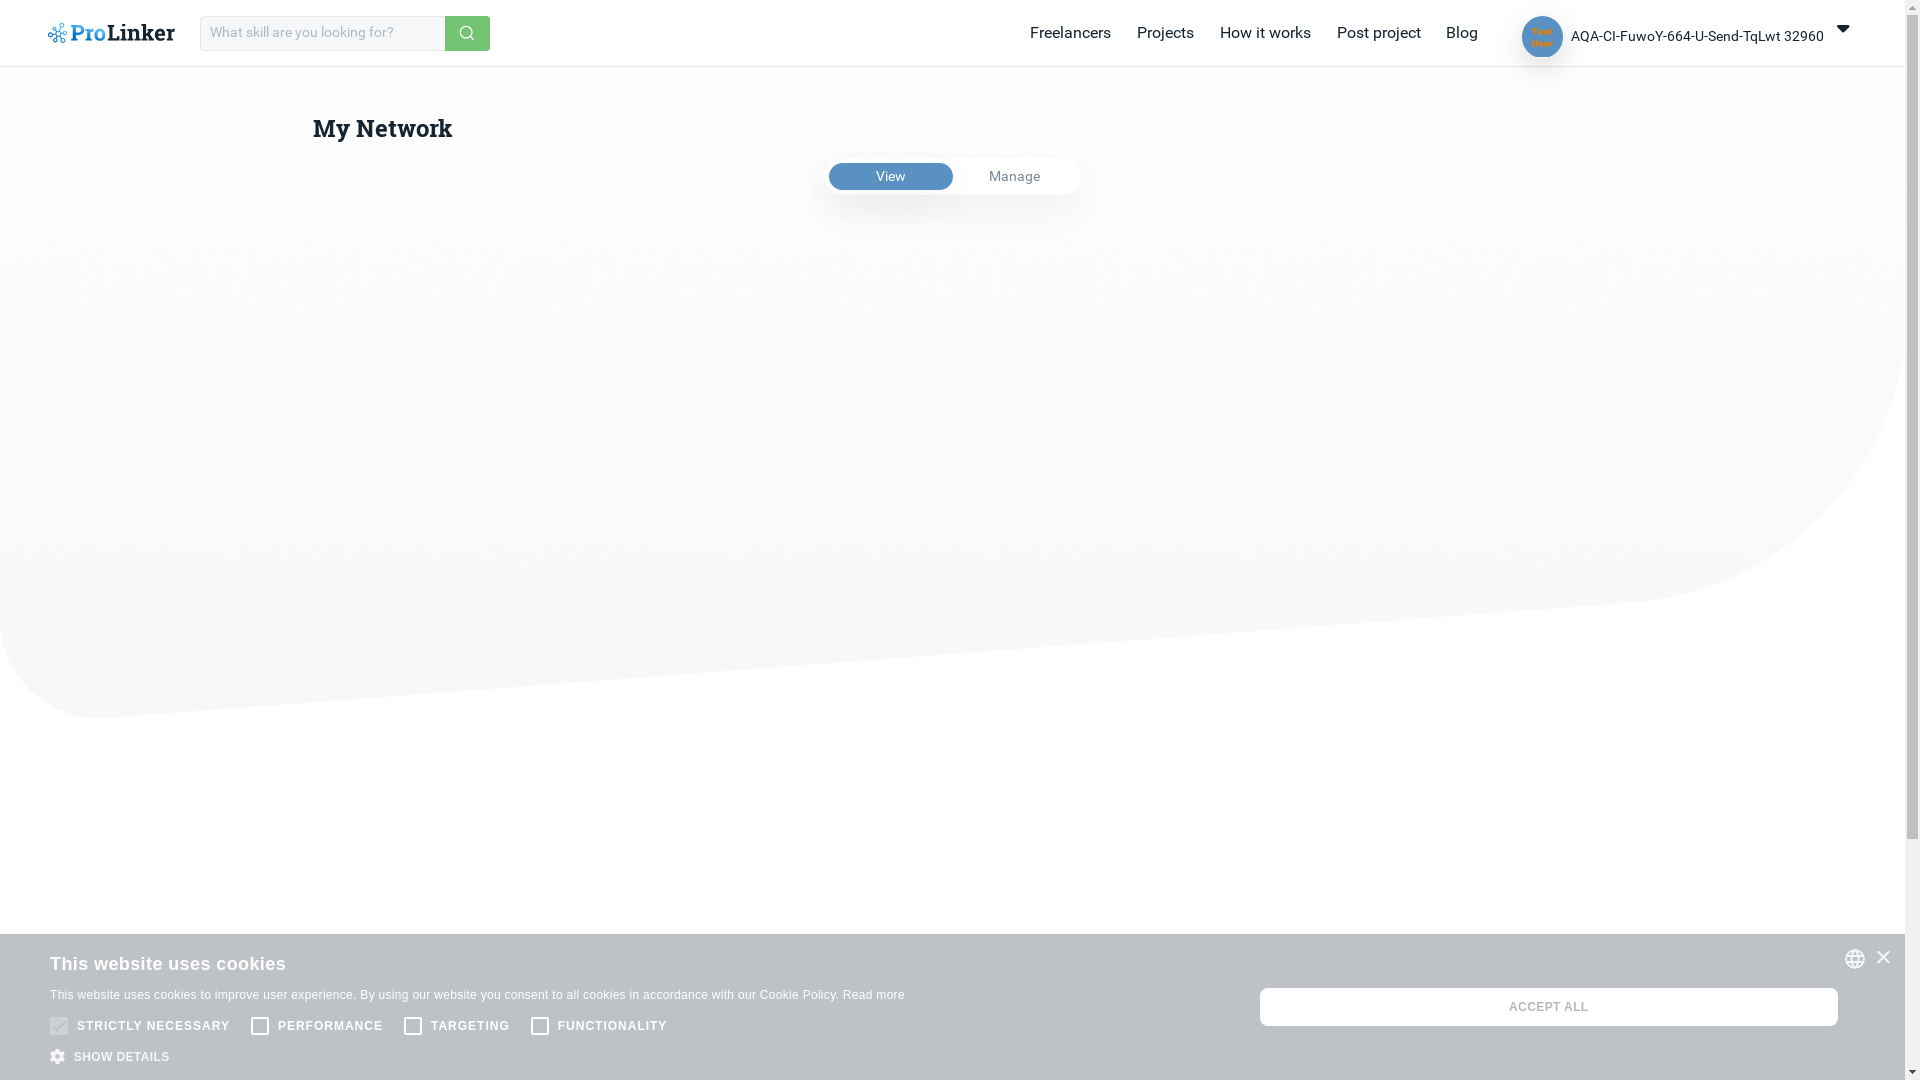 ProLinker
What skill are you looking for?
Freelancers
Projects
How it works
Post project
Blog
Test
User
AQA-CI-FuwoY-664-U-Send-TqLwt 32960
My Network
View
Manage
This website uses cookies
This website uses cookies to improve user experience. By using our website you consent to all cookies in accordance with our Cookie Policy. Read more
STRICTLY NECESSARY
PERFORMANCE
TARGETING
FUNCTIONALITY
SHOW DETAILS
ACCEPT ALL